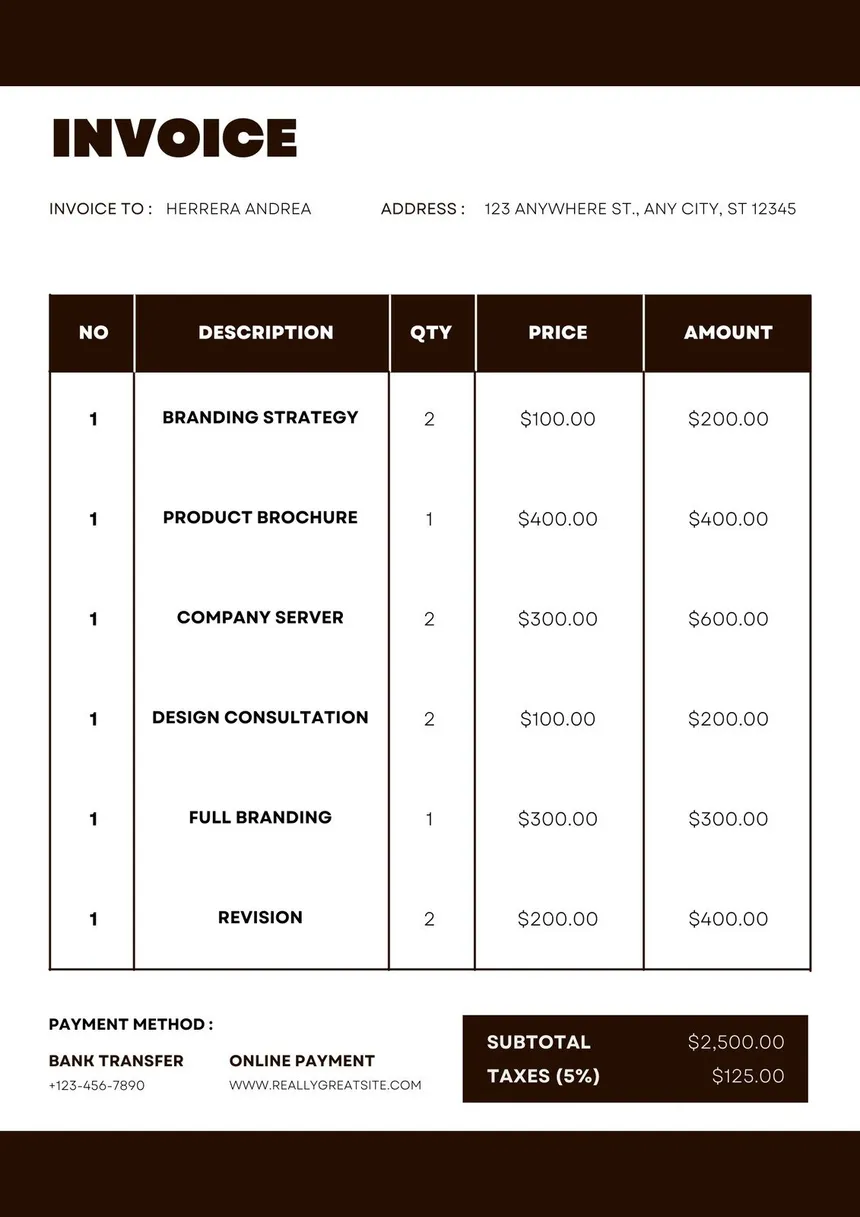 INVOICE
INVOICE TO : HERRERA ANDREA ADDRESS : 123 ANYWHERE ST., ANY CITY, ST 12345
NO DESCRIPTION QTY PRICE AMOUNT
1 BRANDING STRATEGY 2 $100.00 $200.00
1 PRODUCT BROCHURE 1 $400.00 $400.00
1 COMPANY SERVER 2 $300.00 $600.00
1 DESIGN CONSULTATION 2 $100.00 $200.00
1 FULL BRANDING 1 $300.00 $300.00
1 REVISION 2 $200.00 $400.00
PAYMENT METHOD :
BANK TRANSFER ONLINE PAYMENT
+123-456-7890 WWW.REALLYGREATSITE.COM
SUBTOTAL $2,500.00
TAXES (5%) $125.00